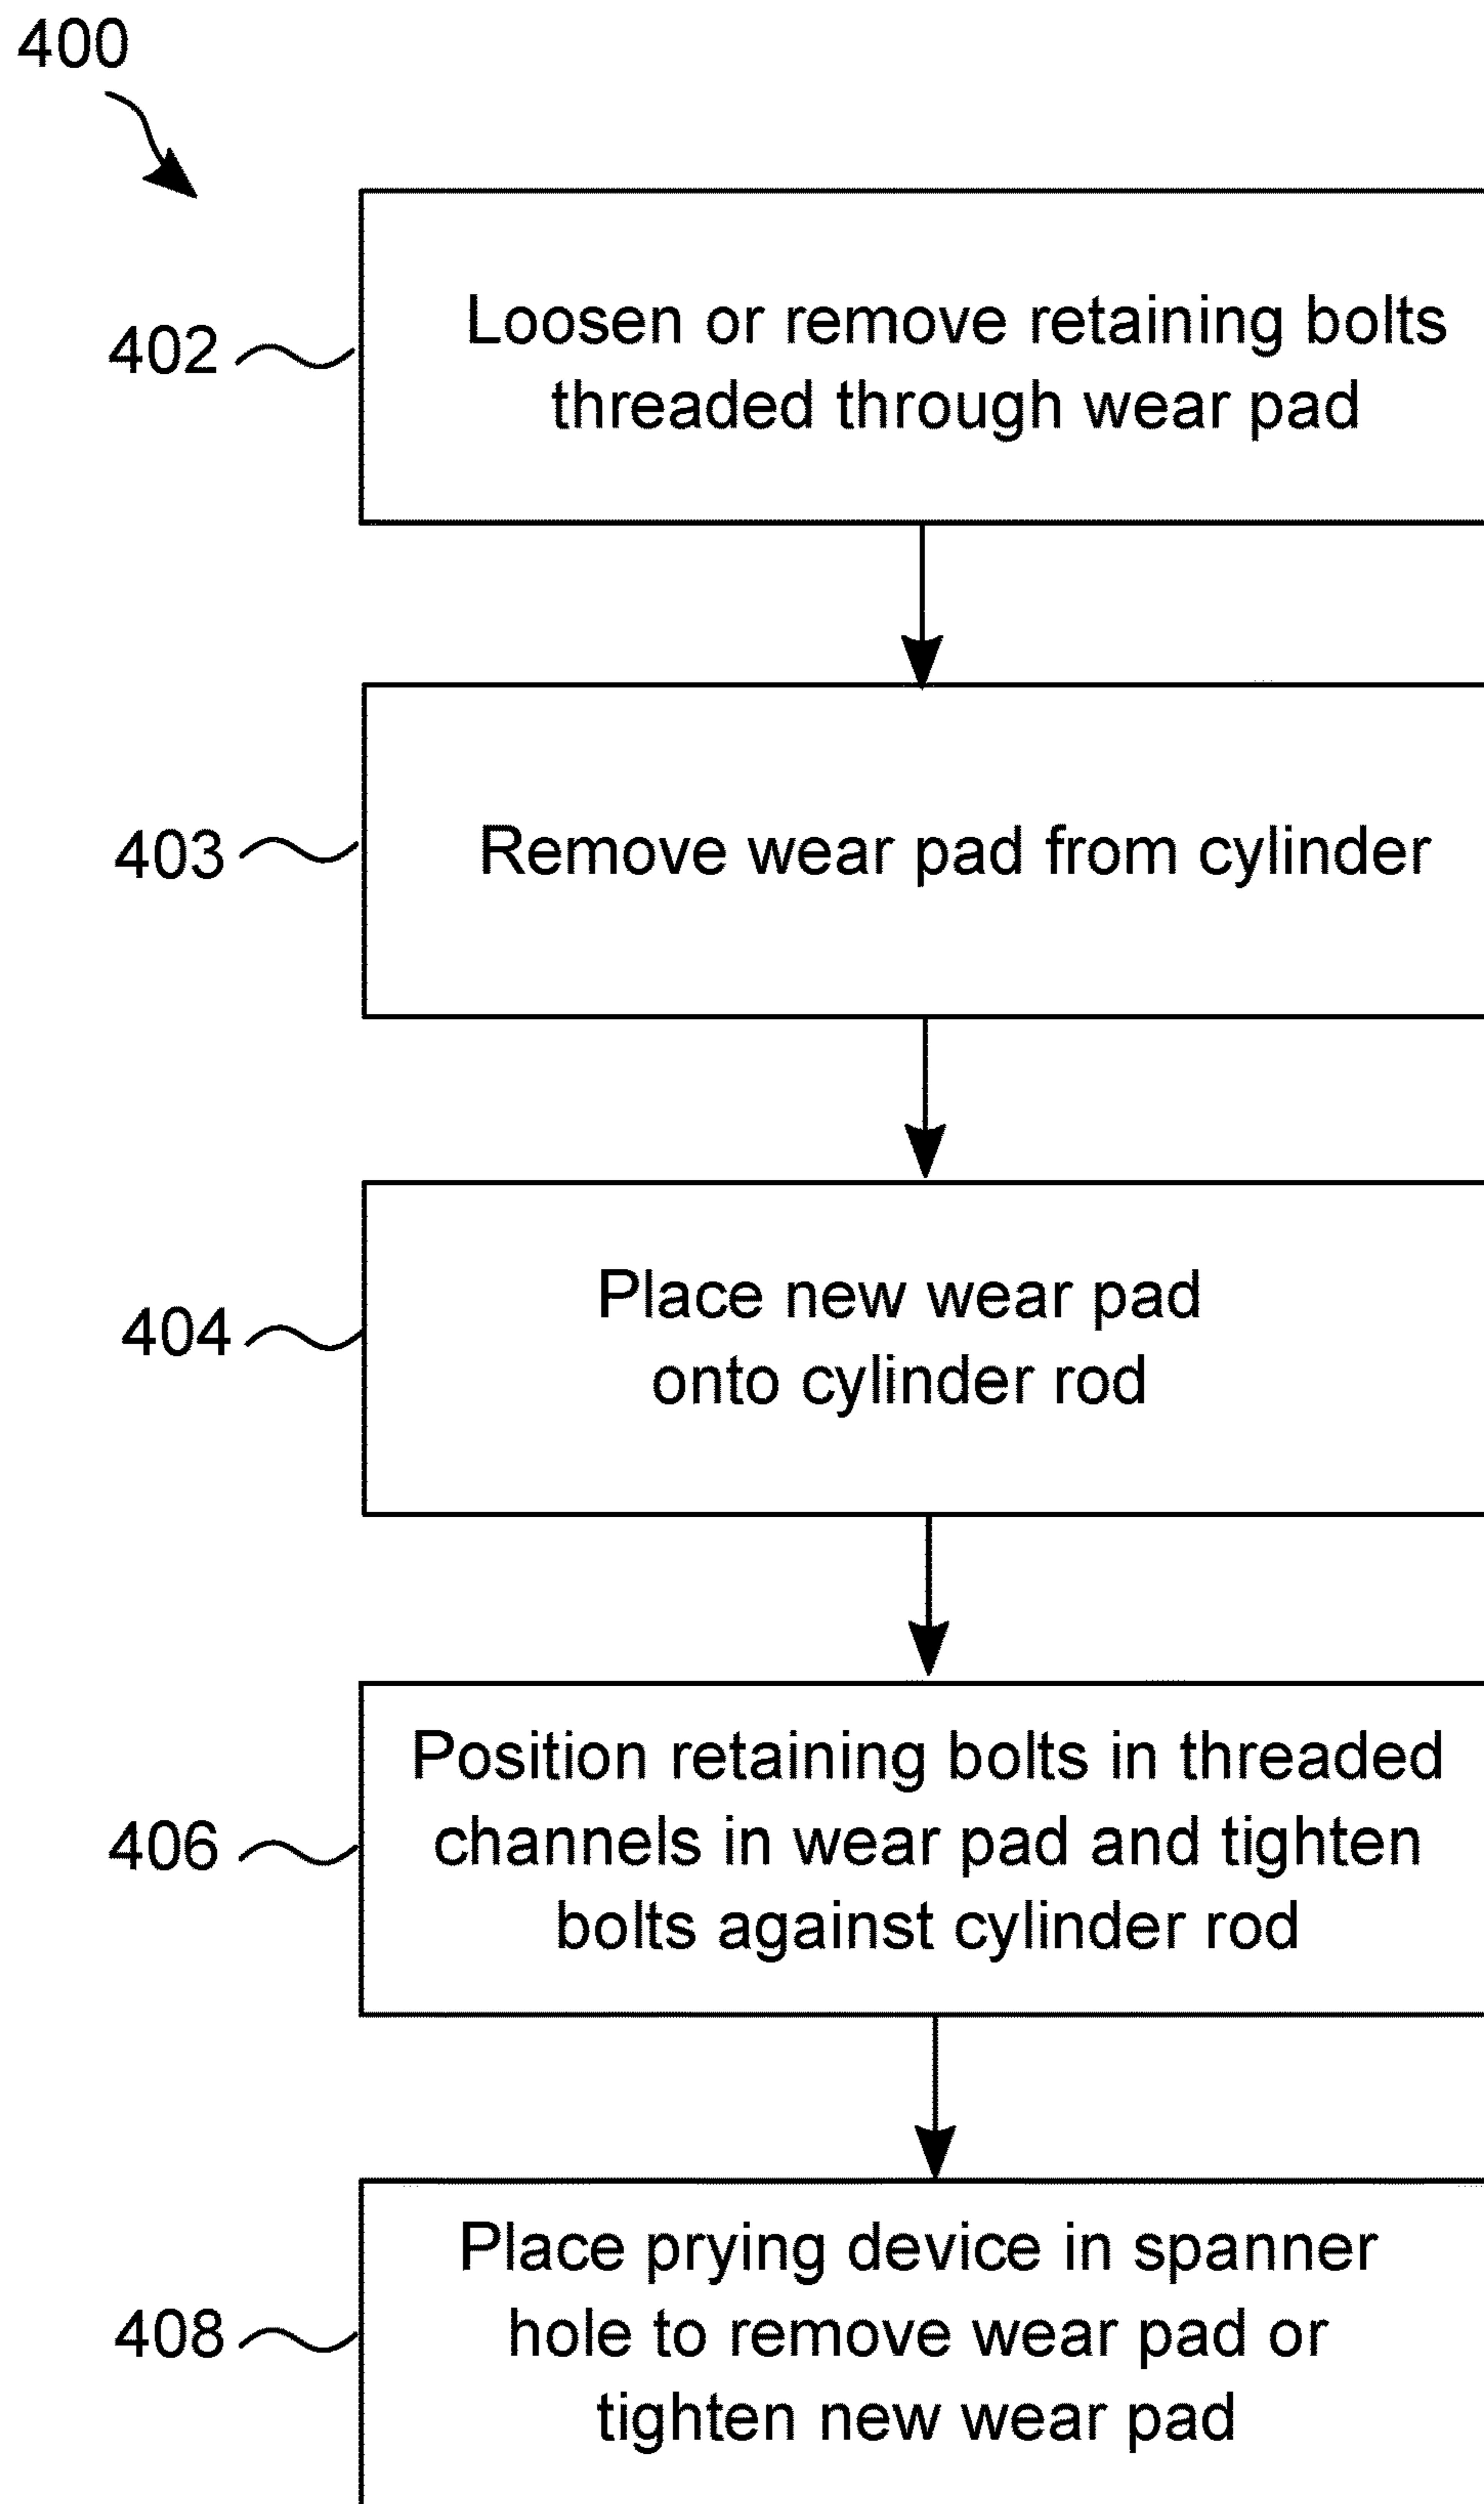 400
402
Loosen or remove retaining bolts
threaded through wear pad
403
Remove wear pad from cylinder
404
Place new wear pad
onto cylinder rod
406
Position retaining bolts in threaded
channels in wear pad and tighten
bolts against cylinder rod
408
Place prying device in spanner
hole to remove wear pad or
tighten new wear pad